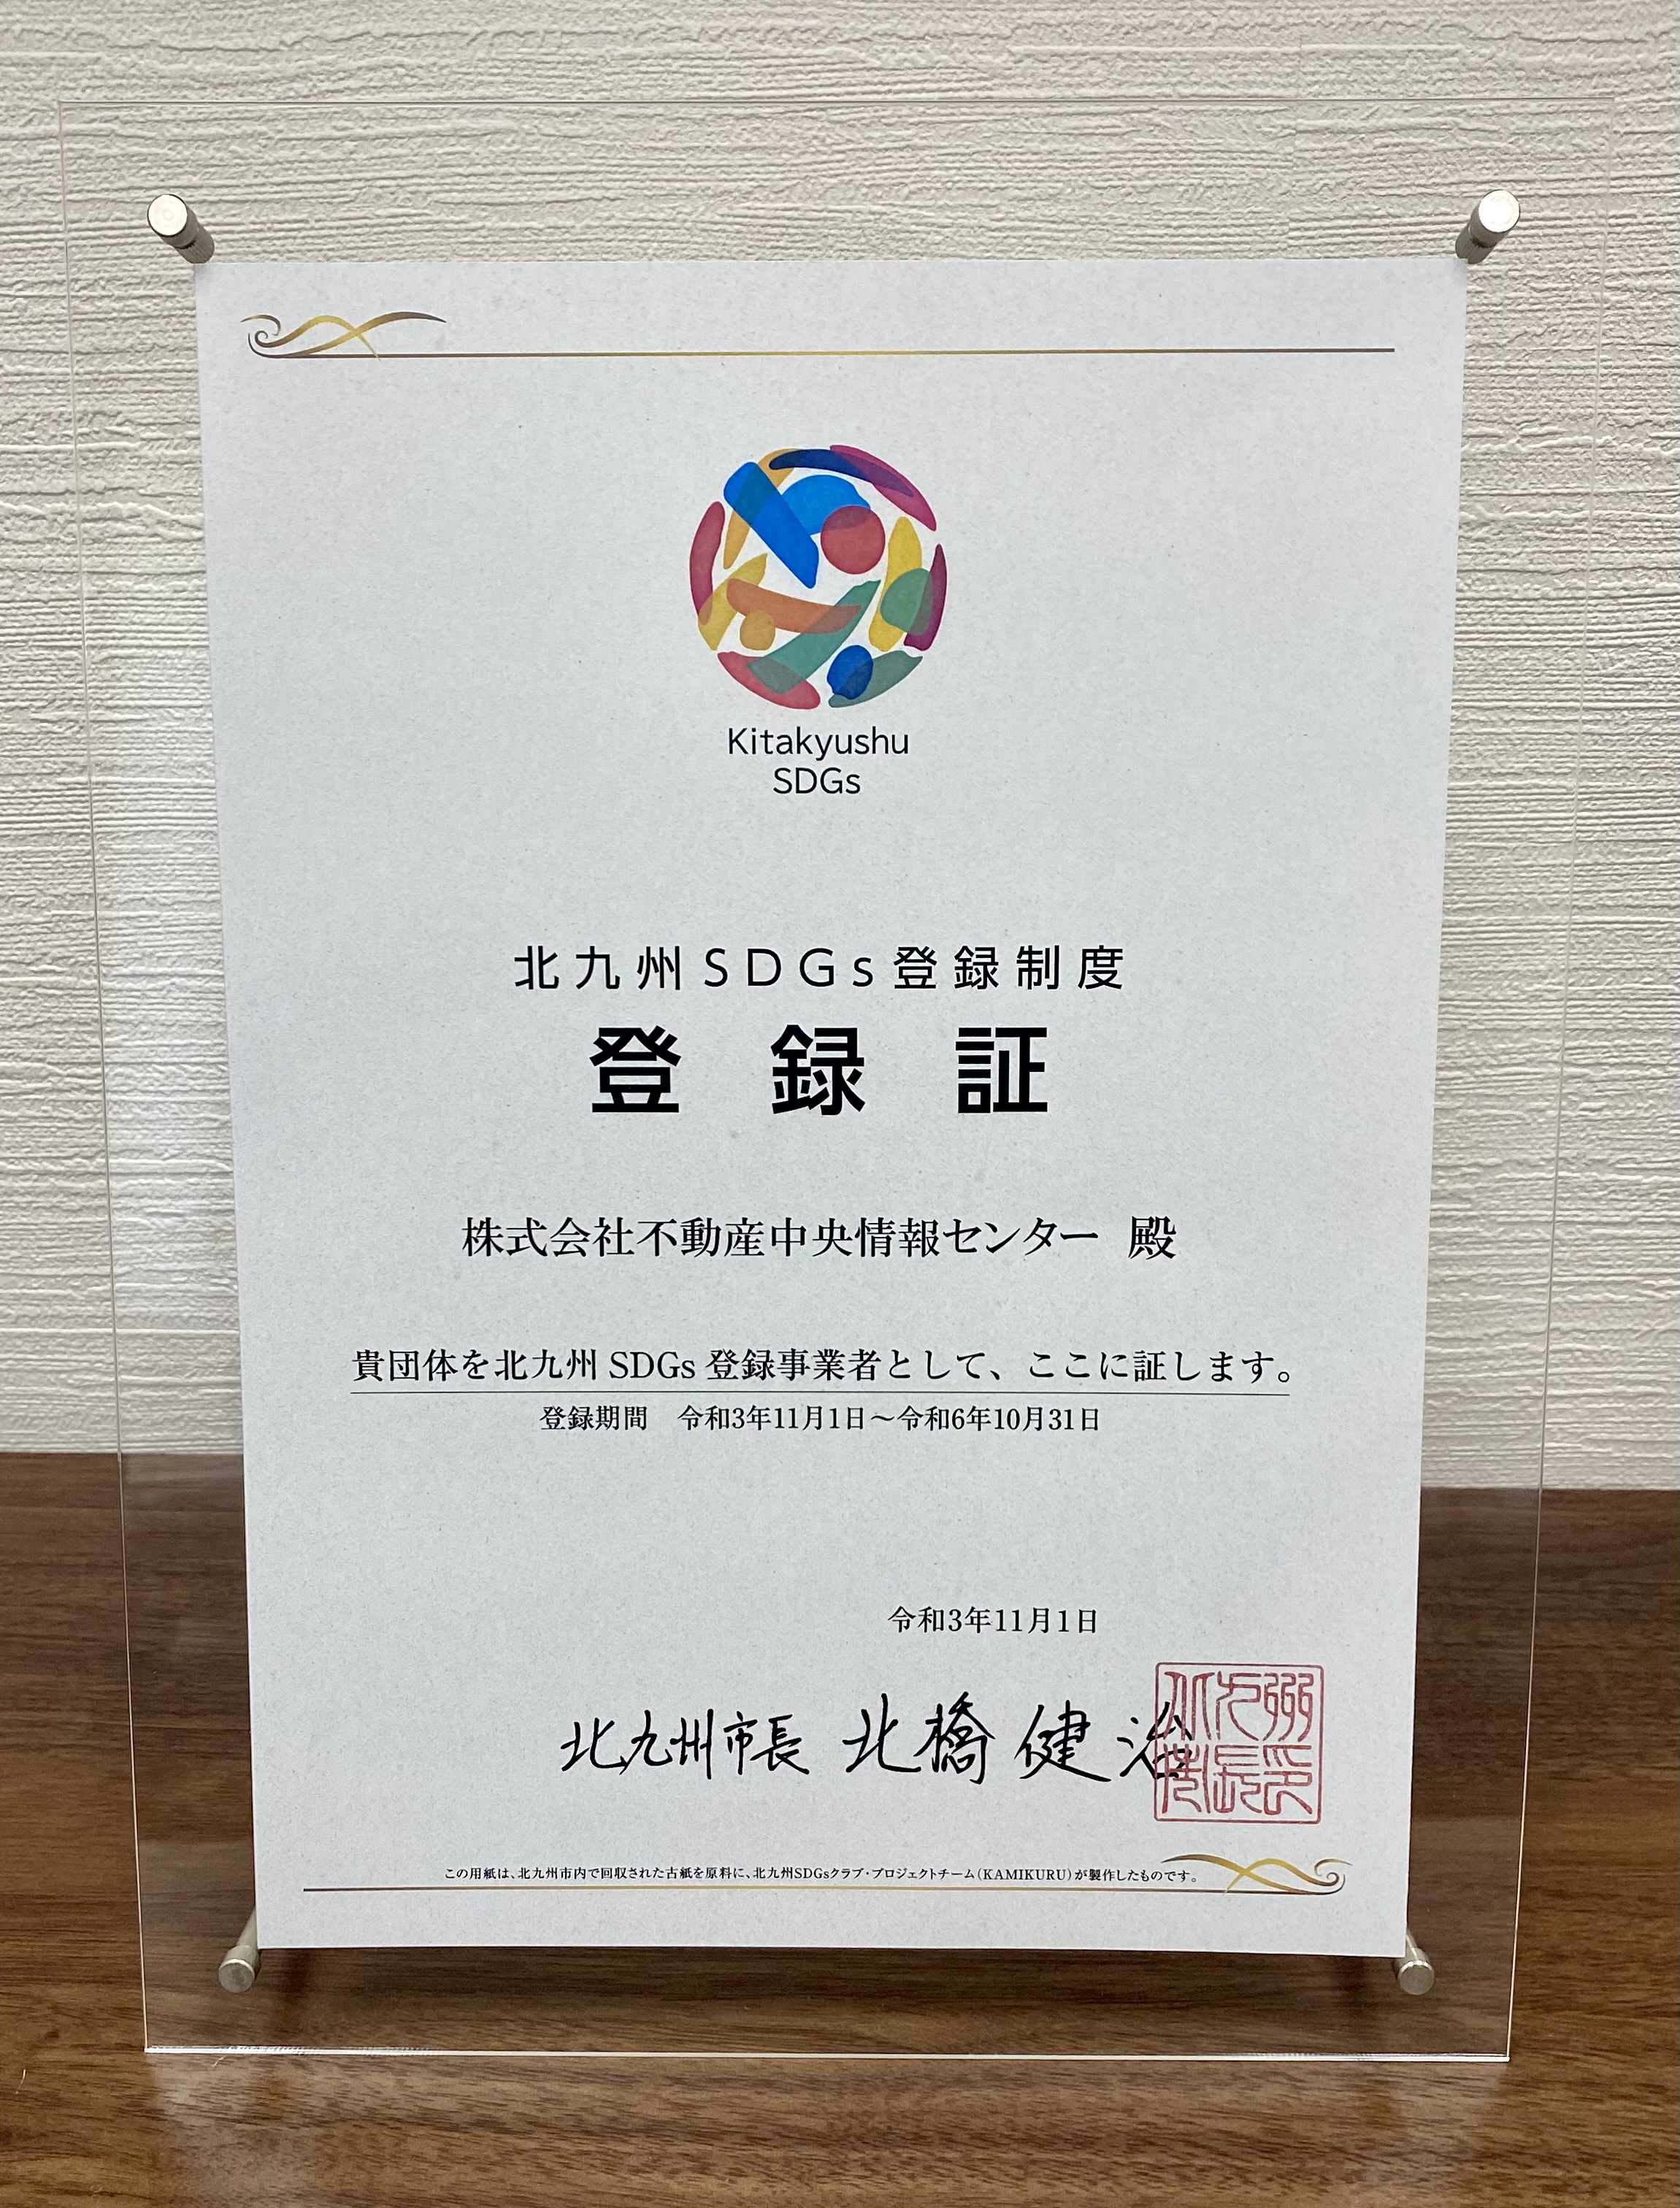 Kitakyushu
SDGs
北九州SDGs登録制度
登録証
株式会社不動産中央情報センター 殿
貴団体を北九州 SDGs 登録事業者として、ここに証します。
登録期間　令和3年11月1日～令和6年10月31日
令和3年11月1日
北九州市長 北橋 健治
北九州市長印
この用紙は、北九州市内で回収された古紙を原料に、北九州SDGsクラブ・プロジェクトチーム(KAMIKURU)が製作したものです。